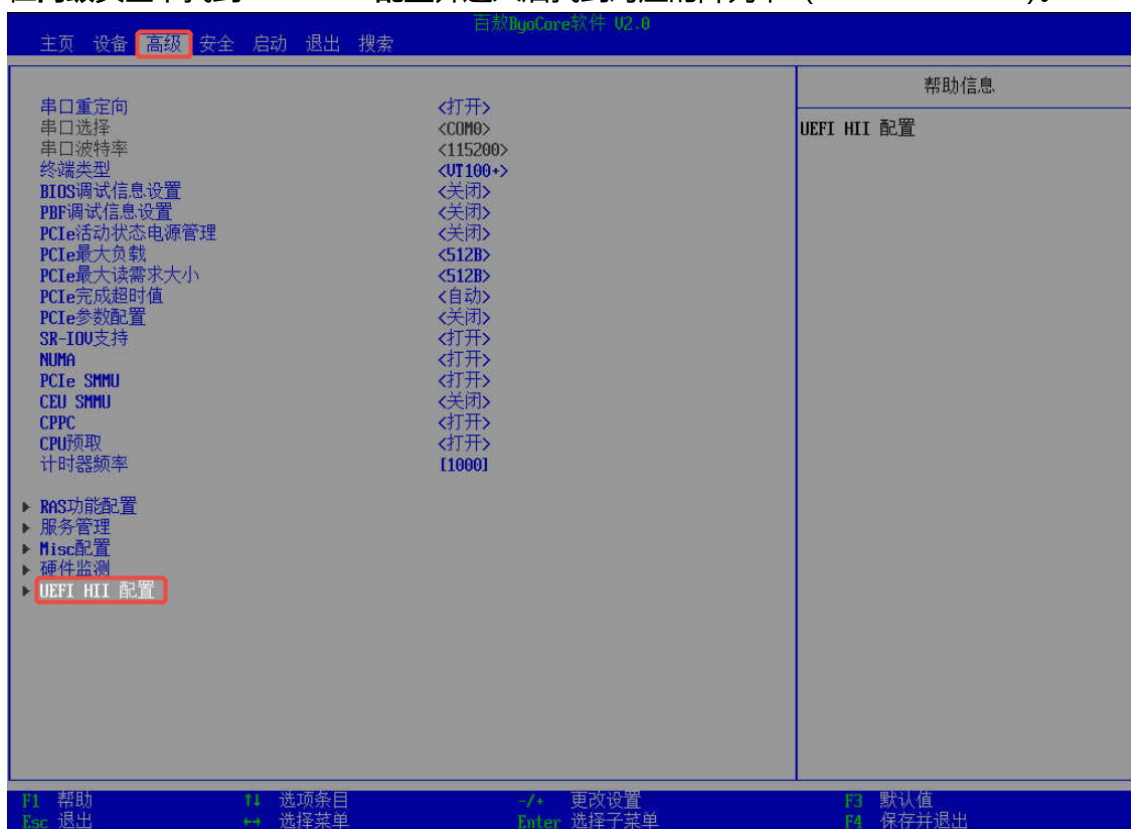 百敖ByoCore软件 V2.0
主页 设备 高级 安全 启动 退出 搜索
帮助信息
UEFI HII 配置
串口重定向 <打开>
串口选择 <COM0>
串口波特率 <115200>
终端类型 <VT100+>
BIOS调试信息设置 <关闭>
PBF调试信息设置 <关闭>
PCIe活动状态电源管理 <关闭>
PCIe最大负载 <512B>
PCIe最大读需求大小 <512B>
PCIe完成超时值 <自动>
PCIe参数配置 <关闭>
SR-IOV支持 <打开>
NUMA <打开>
PCIe SMMU <打开>
CEU SMMU <关闭>
CPPC <打开>
CPU预取 <打开>
计时器频率 [1000]
RAS功能配置
服务管理
Misc配置
硬件监测
UEFI HII 配置
F1 帮助 ↑↓ 选项条目 -/+ 更改设置 F3 默认值
Esc 退出 ↔ 选择菜单 Enter 选择子菜单 F4 保存并退出